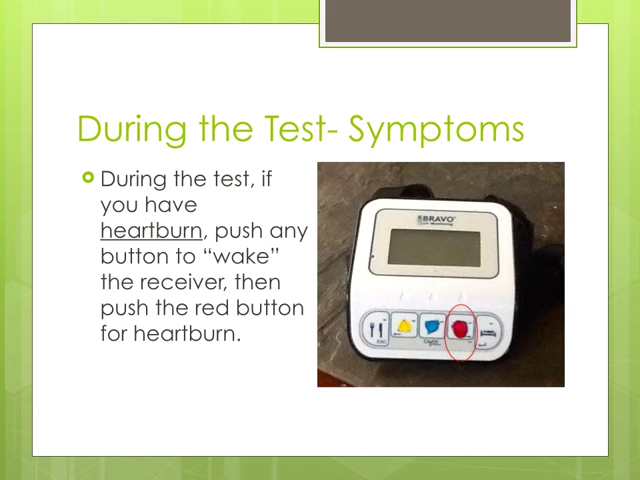 During the Test- Symptoms
During the test, if
you have
heartburn, push any
button to “wake”
the receiver, then
push the red button
for heartburn.
BRAVO